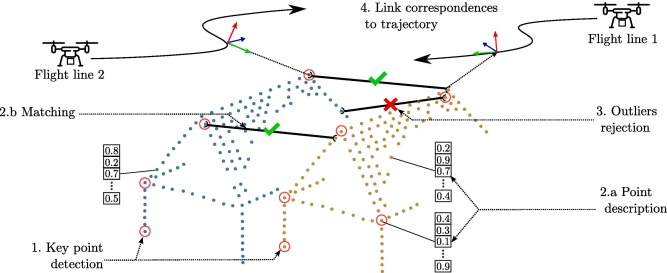 4. Link correspondences
to trajectory
Flight line 1
Flight line 2
2.b Matching
3. Outliers
rejection
0.8
0.2
0.7
0.5
0.2
0.9
0.7
0.4
0.4
0.3
0.1
0.9
2.a Point
description
1. Key point
detection